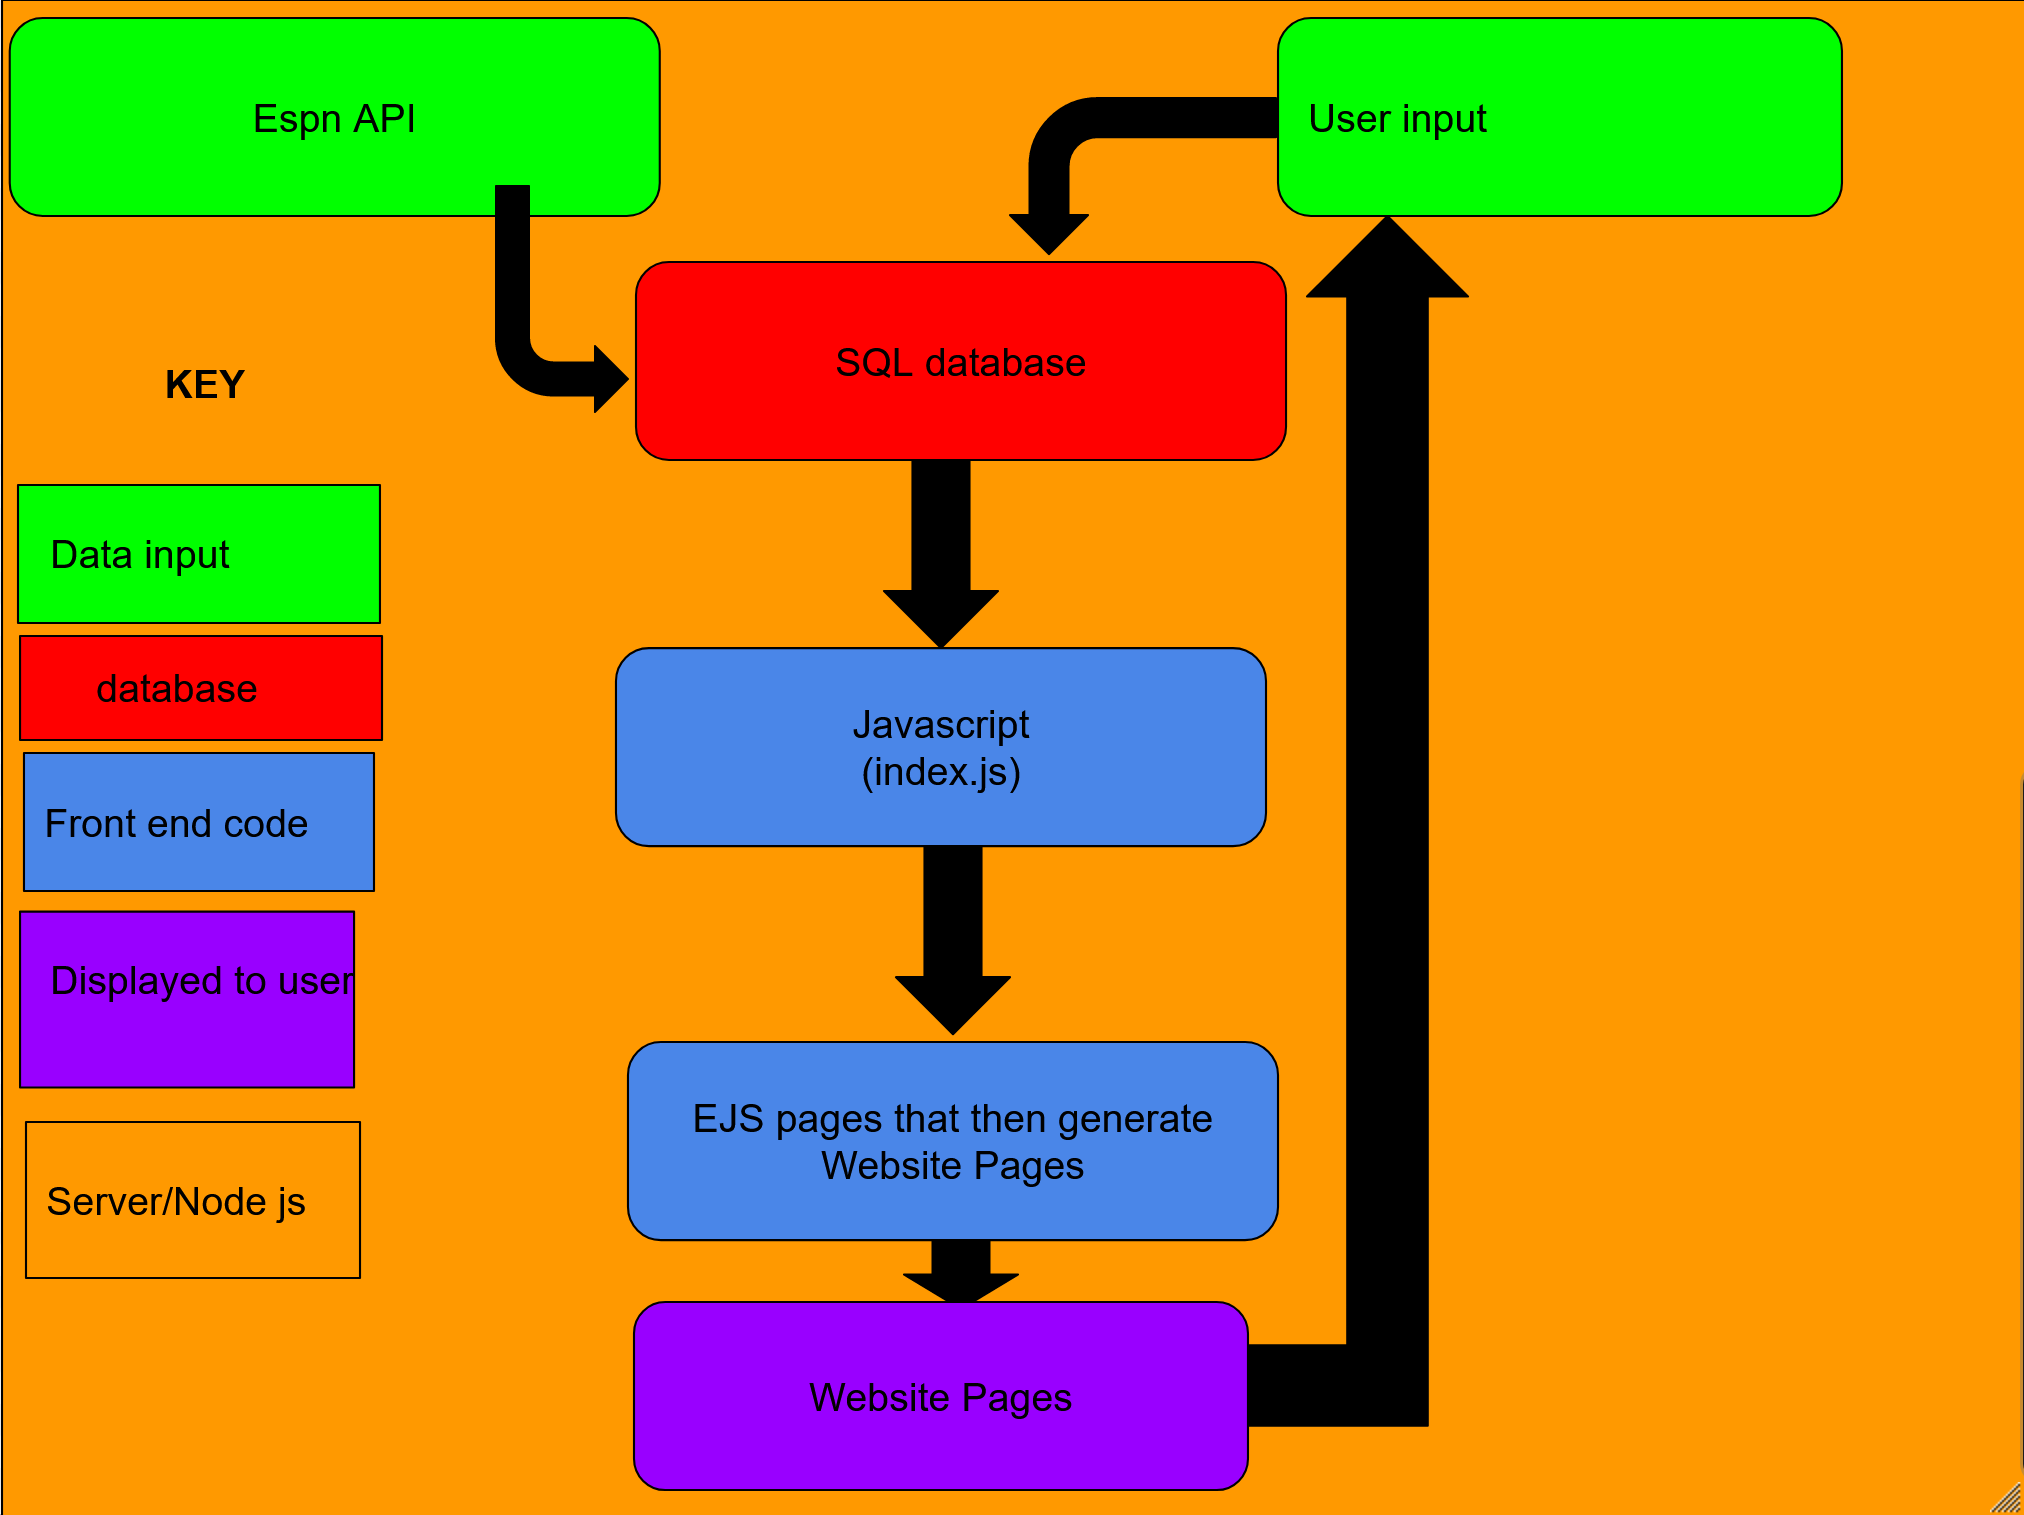 Espn API
User input
SQL database
KEY
Data input
database
Javascript
(index.js)
Front end code
Displayed to user
EJS pages that then generate
Website Pages
Server/Node js
Website Pages